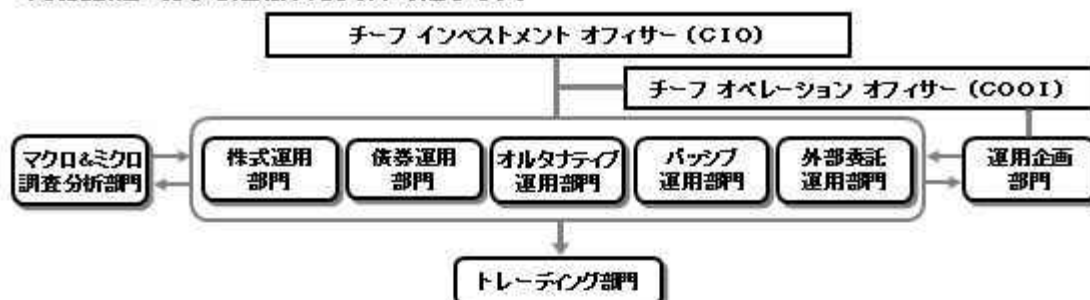 チーフ インベストメント オフィサー (CIO)
チーフ オペレーション オフィサー (COOI)
マクロ&ミクロ
調査分析部門
株式運用
部門
債券運用
部門
オルタナティブ
運用部門
パッシブ
運用部門
外部委託
運用部門
運用企画
部門
トレーディング部門